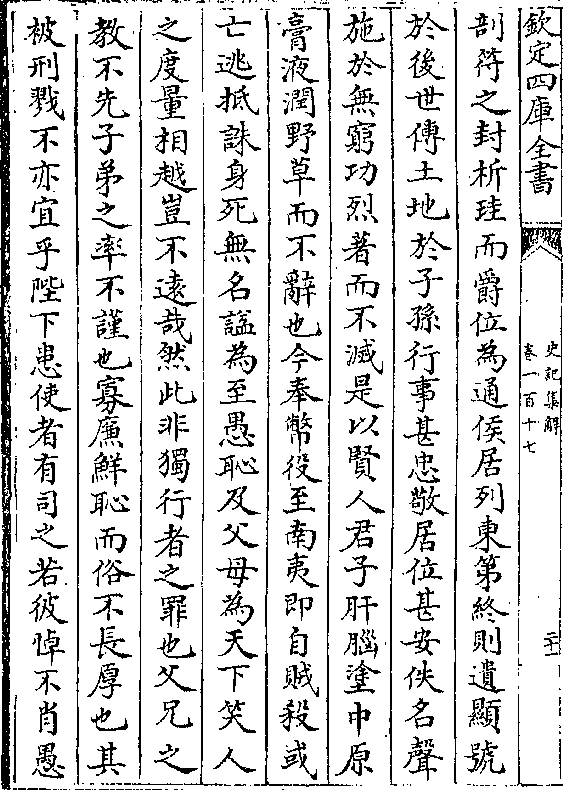 欽定四庫全書
史記集解
卷一百十七
二十一
剖符之封析珪而爵位為通侯居列東第終則遺顯號
於後世傳土地於子孫行事甚忠敬居位甚安佚名聲
施於無窮功烈著而不滅是以賢人君子肝腦塗中原
膏液潤野草而不辭也今奉幣役至南夷即自賊殺或
亡逃抵誅身死無名諡為至愚恥及父母為天下笑人
之度量相越豈不遠哉然此非獨行者之罪也父兄之
教不先子弟之率不謹也寡廉鮮恥而俗不長厚也其
被刑戮不亦宜乎陛下患使者有司之若彼悼不肖愚